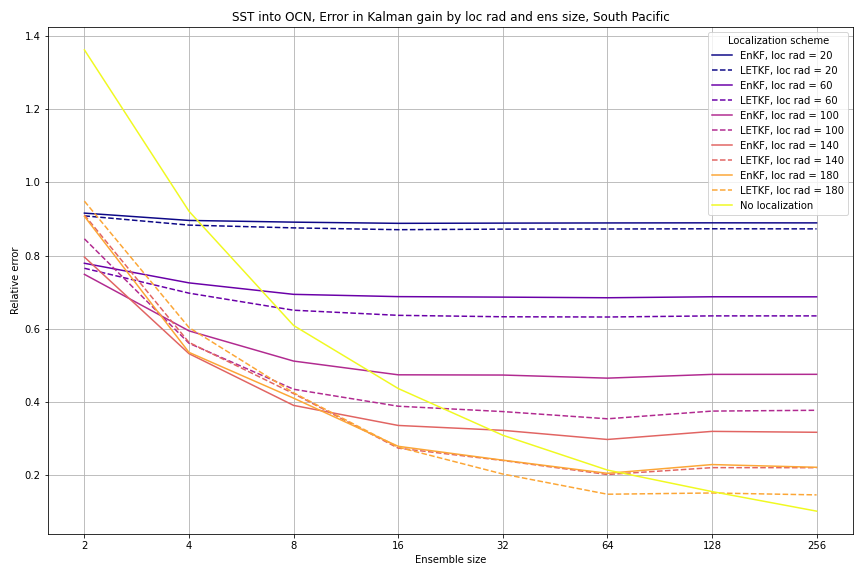 SST into OCN, Error in Kalman gain by loc rad and ens size, South Pacific
Localization scheme
EnKF, loc rad = 20
LETKF, loc rad = 20
EnKF, loc rad = 60
LETKF, loc rad = 60
EnKF, loc rad = 100
LETKF, loc rad = 100
EnKF, loc rad = 140
LETKF, loc rad = 140
EnKF, loc rad = 180
LETKF, loc rad = 180
No localization
Relative error
1.4
1.2
1.0
0.8
0.6
0.4
0.2
2 4 8 16 32 64 128 256
Ensemble size